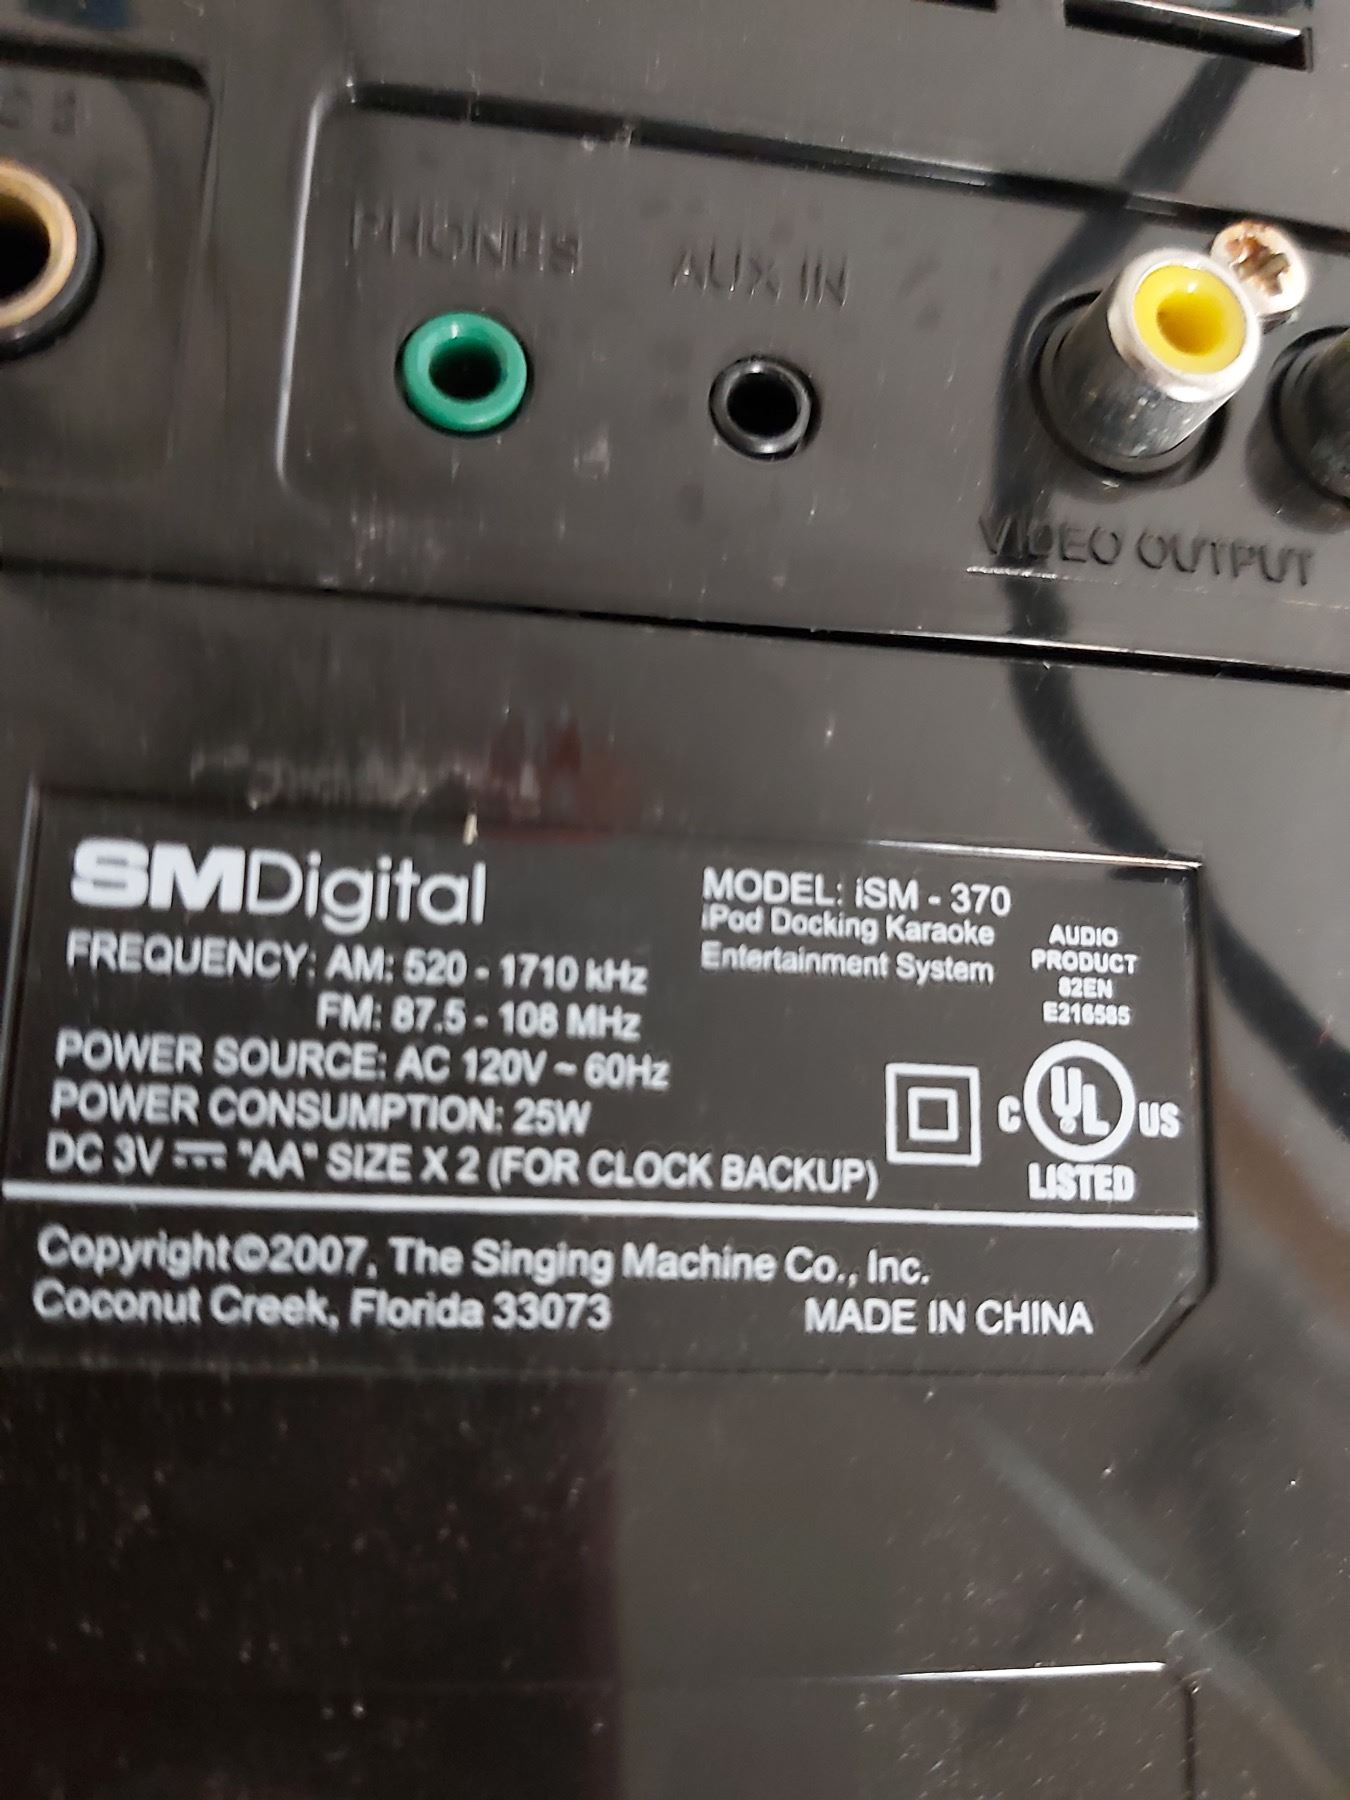 PHONES
AUX IN
VIDEO OUTPUT
SMDigital
FREQUENCY: AM: 520 - 1710 kHz
FM: 87.5 - 108 MHz
POWER SOURCE: AC 120V ~ 60Hz
POWER CONSUMPTION: 25W
DC 3V ⎓ "AA" SIZE X 2 (FOR CLOCK BACKUP)
MODEL: iSM - 370
iPod Docking Karaoke
Entertainment System
AUDIO
PRODUCT
82EN
E216585
C UL US
LISTED
Copyright©2007, The Singing Machine Co., Inc.
Coconut Creek, Florida 33073
MADE IN CHINA